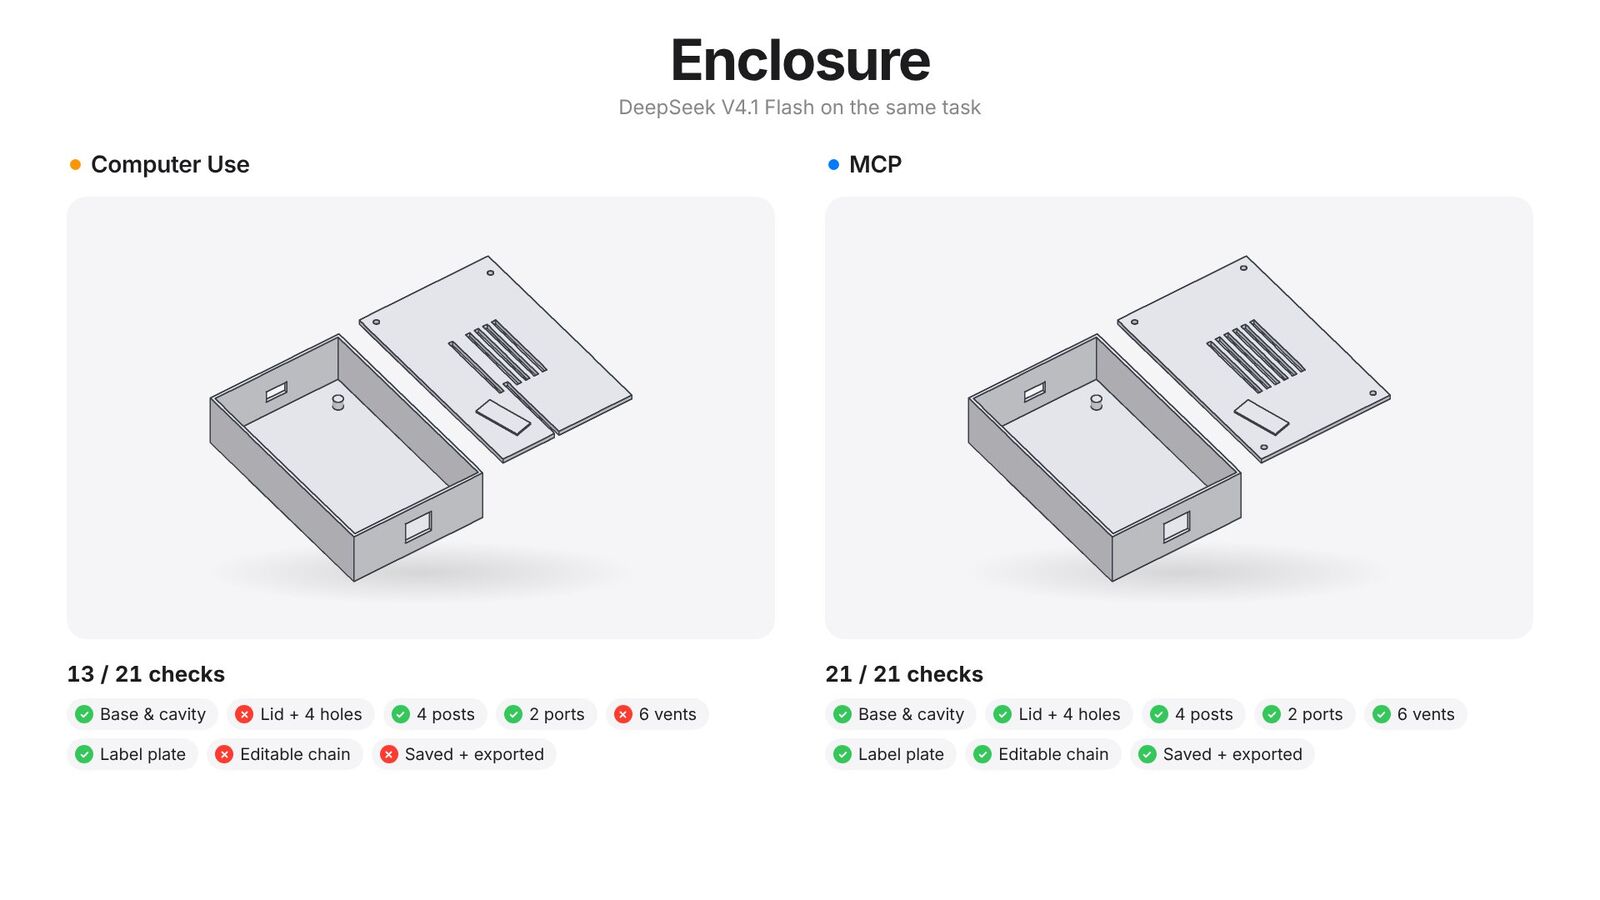 Enclosure
DeepSeek V4.1 Flash on the same task
Computer Use
13 / 21 checks
Base & cavity
Lid + 4 holes
4 posts
2 ports
6 vents
Label plate
Editable chain
Saved + exported
MCP
21 / 21 checks
Base & cavity
Lid + 4 holes
4 posts
2 ports
6 vents
Label plate
Editable chain
Saved + exported